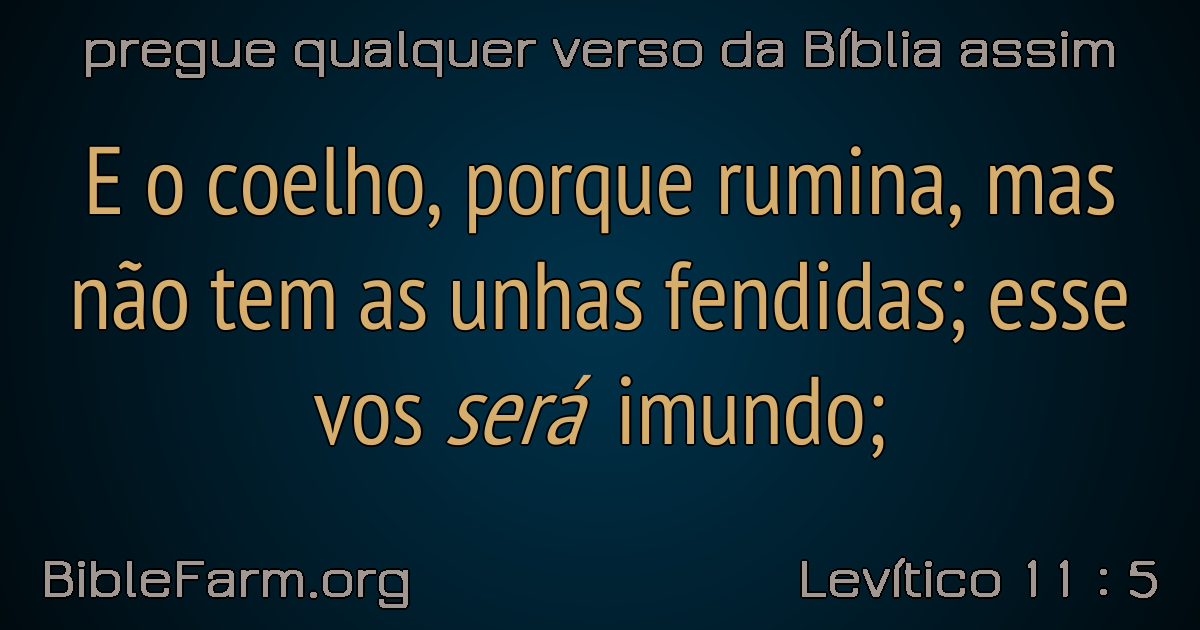 pregue qualquer verso da Bíblia assim
E o coelho, porque rumina, mas
não tem as unhas fendidas; esse
vos será imundo;
BibleFarm.org
Levítico 11 : 5